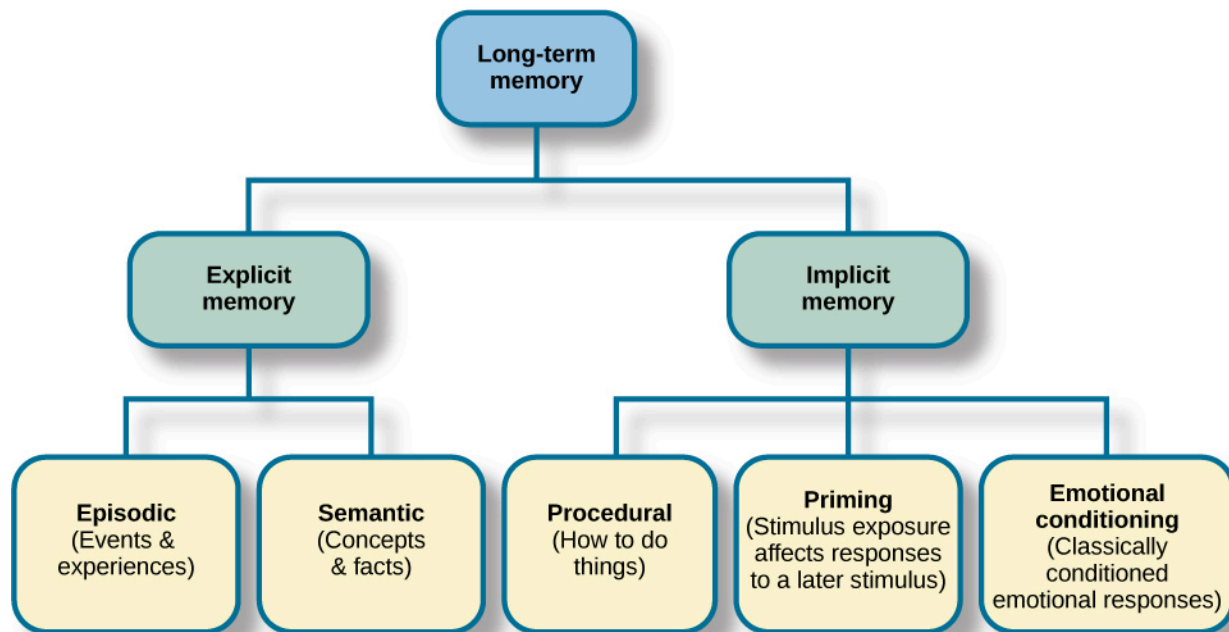 Long-term
memory
Explicit
memory
Implicit
memory
Episodic
(Events &
experiences)
Semantic
(Concepts
& facts)
Procedural
(How to do
things)
Priming
(Stimulus exposure
affects responses
to a later stimulus)
Emotional
conditioning
(Classically
conditioned
emotional responses)